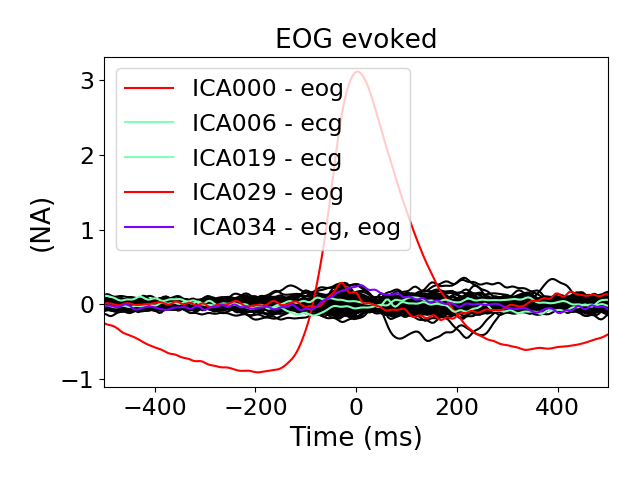 EOG evoked
3
2
1
0
−1
(NA)
ICA000 - eog
ICA006 - ecg
ICA019 - ecg
ICA029 - eog
ICA034 - ecg, eog
−400
−200
0
200
400
Time (ms)